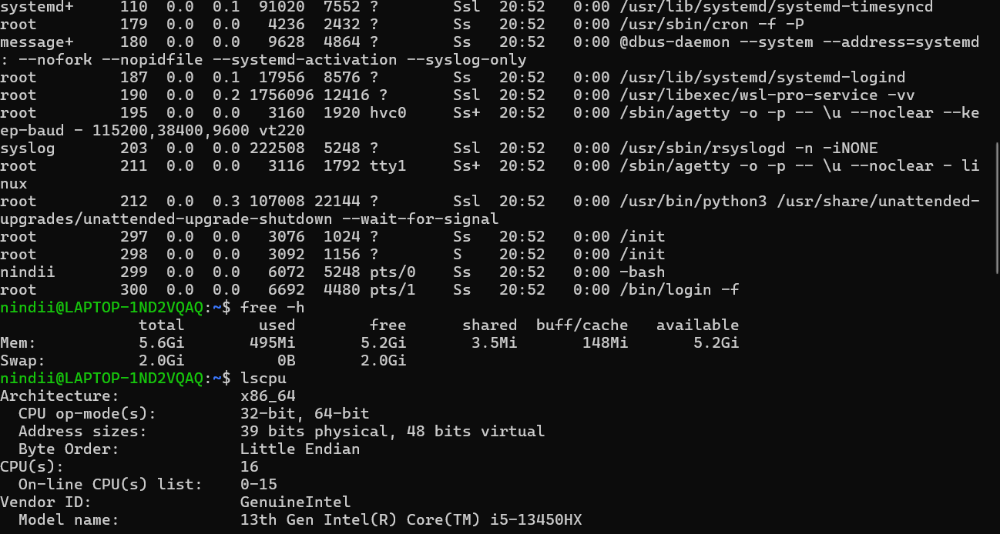 systemd+     110  0.0  0.1  91020  7552 ?        Ssl  20:52   0:00 /usr/lib/systemd/systemd-timesyncd
root         179  0.0  0.0   4236  2432 ?        Ss   20:52   0:00 /usr/sbin/cron -f -P
message+     180  0.0  0.0   9628  4864 ?        Ss   20:52   0:00 @dbus-daemon --system --address=systemd
: --nofork --nopidfile --systemd-activation --syslog-only
root         187  0.0  0.1  17956  8576 ?        Ss   20:52   0:00 /usr/lib/systemd/systemd-logind
root         190  0.0  0.2 1756096 12416 ?       Ssl  20:52   0:00 /usr/libexec/wsl-pro-service -vv
root         195  0.0  0.0   3160  1920 hvc0     Ss+  20:52   0:00 /sbin/agetty -o -p -- \u --noclear --ke
ep-baud - 115200,38400,9600 vt220
syslog       203  0.0  0.0 222508  5248 ?        Ssl  20:52   0:00 /usr/sbin/rsyslogd -n -iNONE
root         211  0.0  0.0   3116  1792 tty1     Ss+  20:52   0:00 /sbin/agetty -o -p -- \u --noclear - li
nux
root         212  0.0  0.3 107008 22144 ?        Ssl  20:52   0:00 /usr/bin/python3 /usr/share/unattended-
upgrades/unattended-upgrade-shutdown --wait-for-signal
root         297  0.0  0.0   3076  1024 ?        Ss   20:52   0:00 /init
root         298  0.0  0.0   3092  1156 ?        S    20:52   0:00 /init
nindii       299  0.0  0.0   6072  5248 pts/0    Ss   20:52   0:00 -bash
root         300  0.0  0.0   6692  4480 pts/1    Ss   20:52   0:00 /bin/login -f
nindii@LAPTOP-1ND2VQAQ:~$ free -h
               total        used        free      shared  buff/cache   available
Mem:           5.6Gi       495Mi       5.2Gi       3.5Mi       148Mi       5.2Gi
Swap:          2.0Gi          0B       2.0Gi
nindii@LAPTOP-1ND2VQAQ:~$ lscpu
Architecture:             x86_64
  CPU op-mode(s):         32-bit, 64-bit
  Address sizes:          39 bits physical, 48 bits virtual
  Byte Order:             Little Endian
CPU(s):                   16
  On-line CPU(s) list:    0-15
Vendor ID:                GenuineIntel
  Model name:             13th Gen Intel(R) Core(TM) i5-13450HX